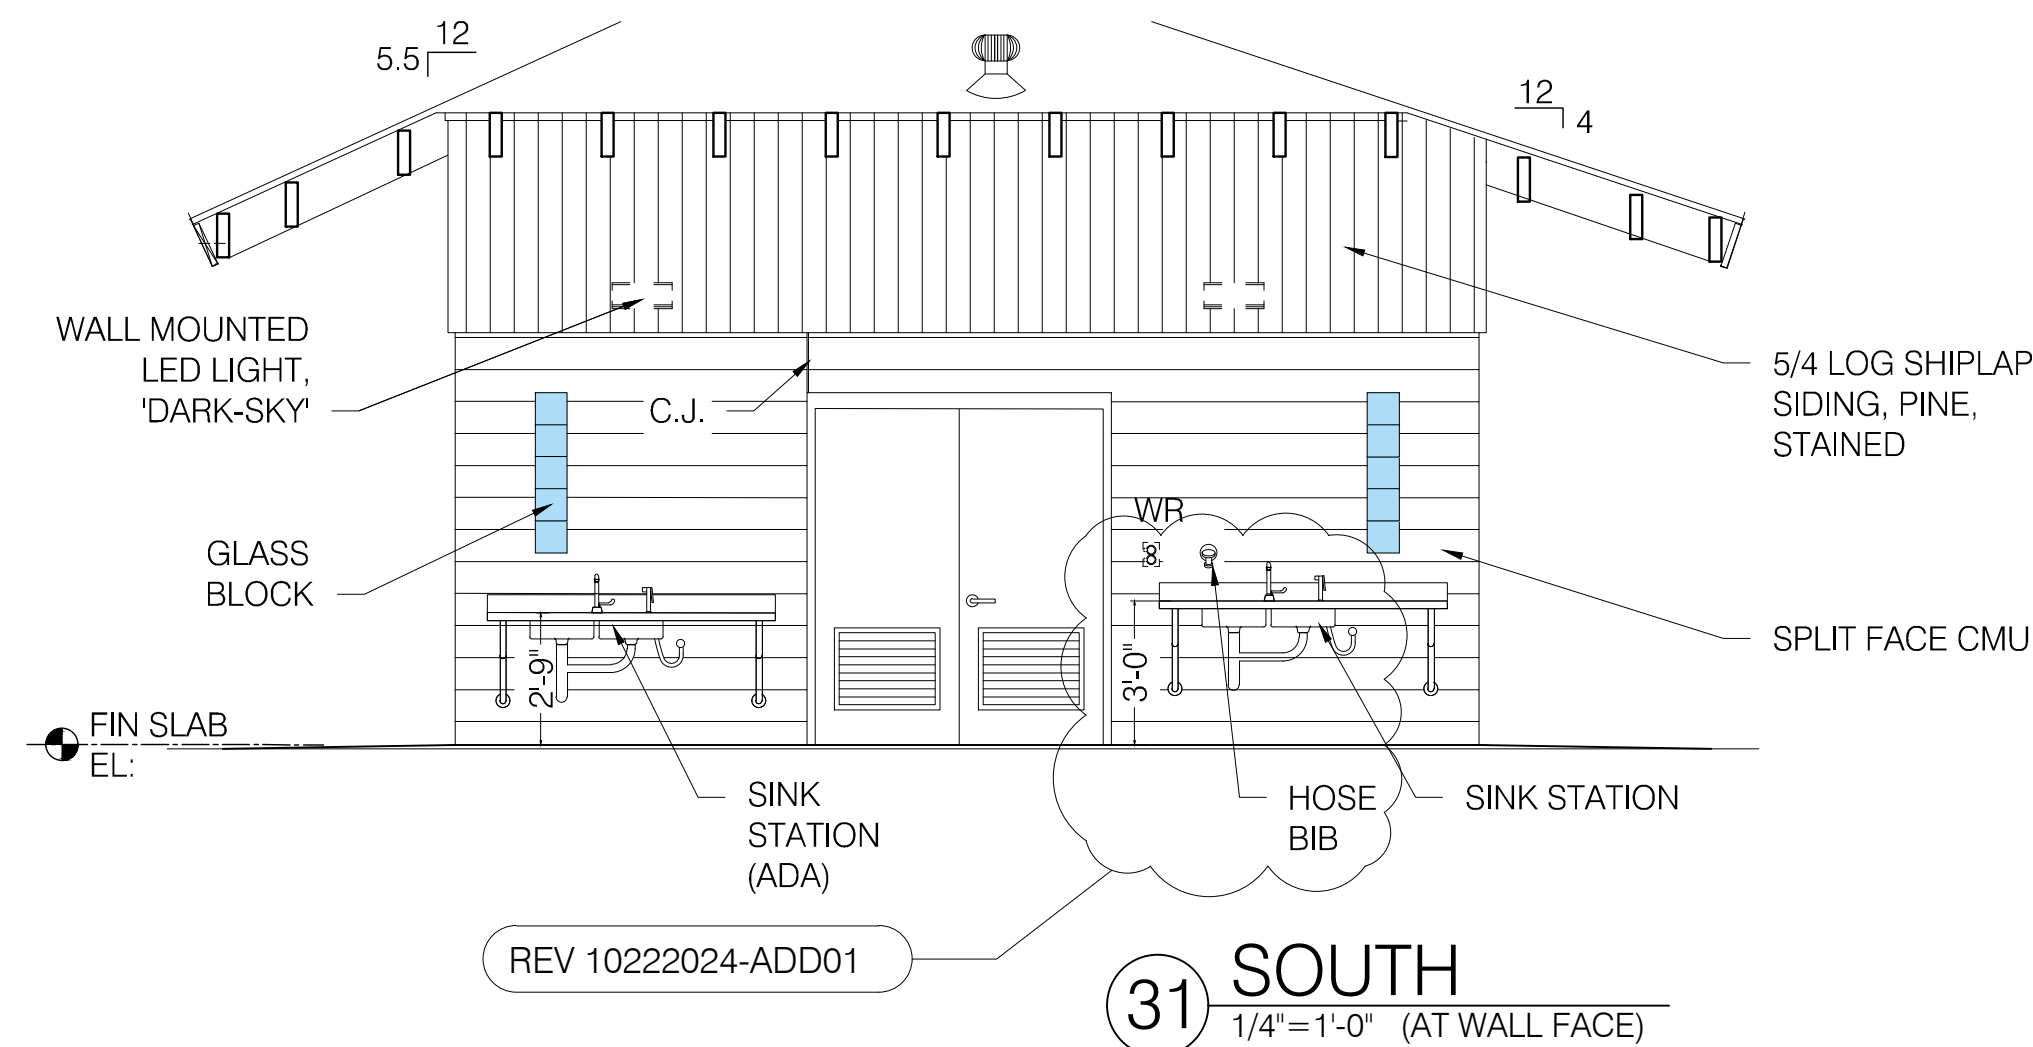 12
5.5
12
4
WALL MOUNTED
LED LIGHT,
'DARK-SKY'
5/4 LOG SHIPLAP
SIDING, PINE,
STAINED
C.J.
WR
GLASS
BLOCK
SPLIT FACE CMU
2'-9"
3'-0"
FIN SLAB
EL:
SINK
STATION
(ADA)
HOSE
BIB
SINK STATION
REV 10222024-ADD01
31
SOUTH
1/4"=1'-0" (AT WALL FACE)